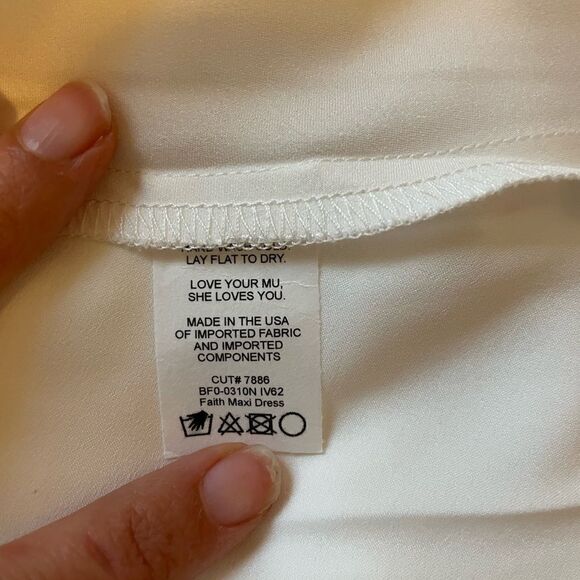 LAY FLAT TO DRY.
LOVE YOUR MU,
SHE LOVES YOU.
MADE IN THE USA
OF IMPORTED FABRIC
AND IMPORTED
COMPONENTS
CUT# 7886
BF0-0310N IV62
Faith Maxi Dress